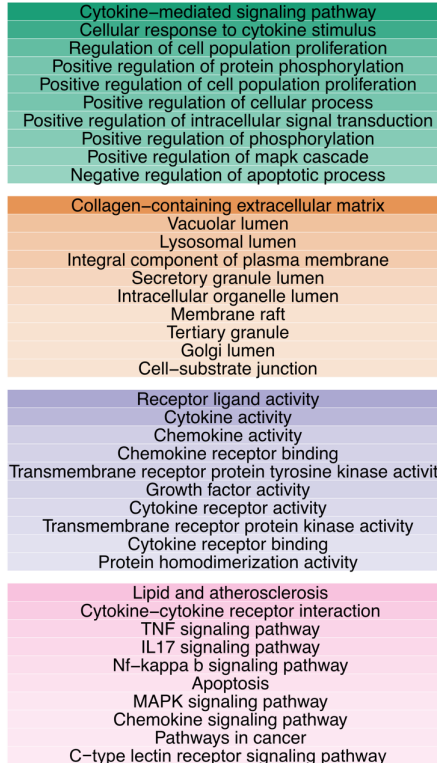 Cytokine−mediated signaling pathway
Cellular response to cytokine stimulus
Regulation of cell population proliferation
Positive regulation of protein phosphorylation
Positive regulation of cell population proliferation
Positive regulation of cellular process
Positive regulation of intracellular signal transduction
Positive regulation of phosphorylation
Positive regulation of mapk cascade
Negative regulation of apoptotic process
Collagen−containing extracellular matrix
Vacuolar lumen
Lysosomal lumen
Integral component of plasma membrane
Secretory granule lumen
Intracellular organelle lumen
Membrane raft
Tertiary granule
Golgi lumen
Cell−substrate junction
Receptor ligand activity
Cytokine activity
Chemokine activity
Chemokine receptor binding
Transmembrane receptor protein tyrosine kinase activit
Growth factor activity
Cytokine receptor activity
Transmembrane receptor protein kinase activity
Cytokine receptor binding
Protein homodimerization activity
Lipid and atherosclerosis
Cytokine−cytokine receptor interaction
TNF signaling pathway
IL17 signaling pathway
Nf−kappa b signaling pathway
Apoptosis
MAPK signaling pathway
Chemokine signaling pathway
Pathways in cancer
C−type lectin receptor signaling pathway